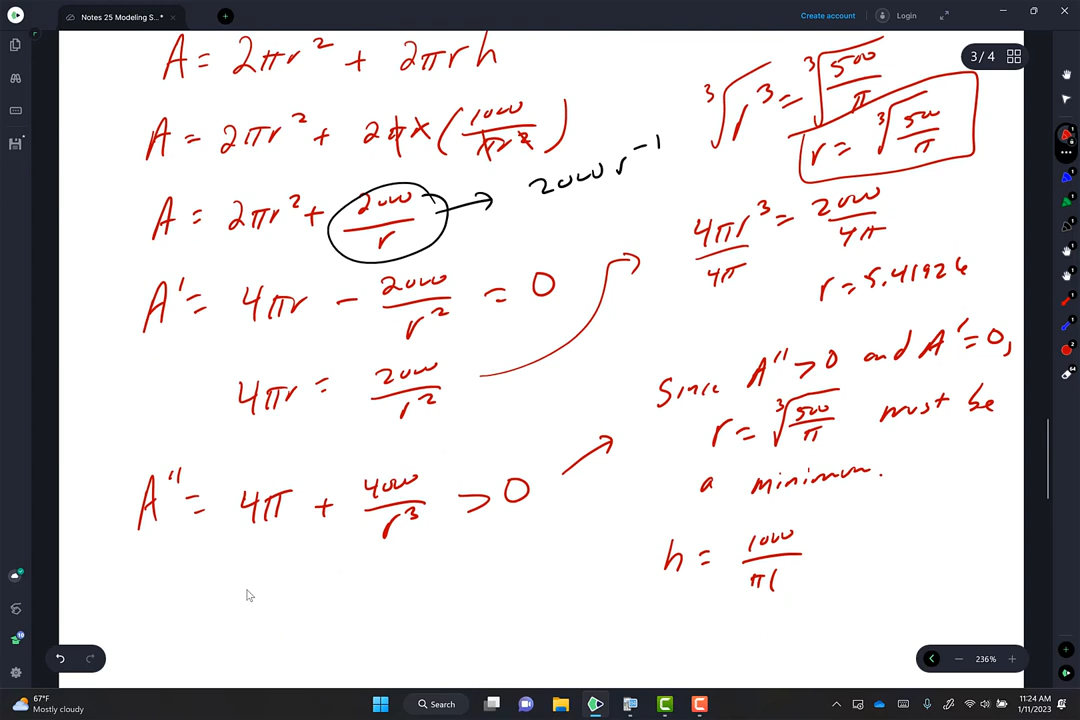 Notes 25 Modeling S...*
Create account
Login
3/4
A = 2πr² + 2πrh
A = 2πr² + 2πr(1000/πr²)
A = 2πr² + 2000/r → 2000r⁻¹
A' = 4πr − 2000/r² = 0
4πr = 2000/r²
A'' = 4π + 4000/r³ > 0
∛r³ = ∛(500/π)
r = ∛(500/π)
4πr³/4π = 2000/4π
r = 5.41926
Since A'' > 0 and A' = 0,
r = ∛(500/π) must be
a minimum.
h = 1000/π(
236%
67°F
Mostly cloudy
Search
11:24 AM
1/11/2023